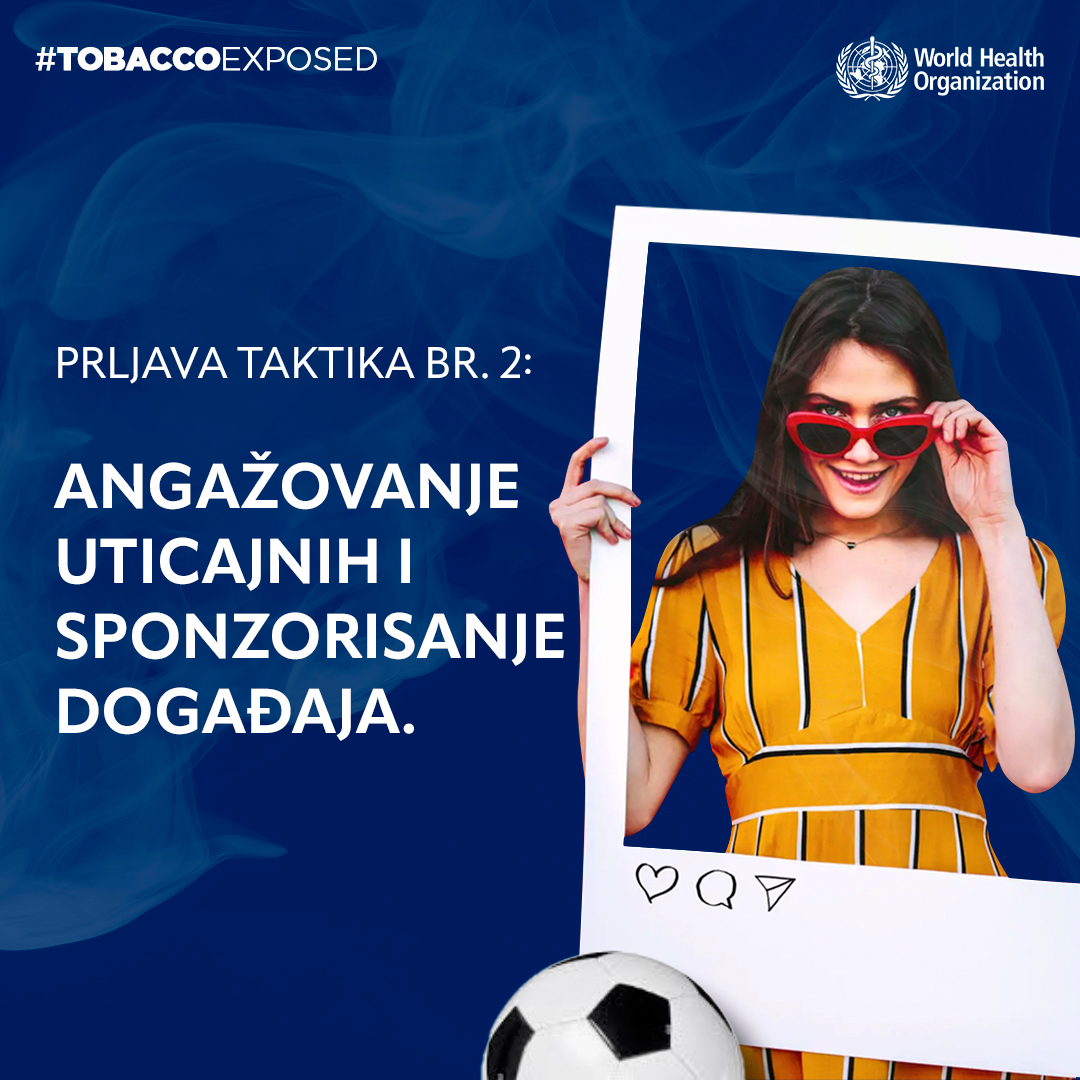 #TOBACCOEXPOSED
World Health
Organization
PRLJAVA TAKTIKA BR. 2:
ANGAŽOVANJE
UTICAJNIH I
SPONZORISANJE
DOGAĐAJA.